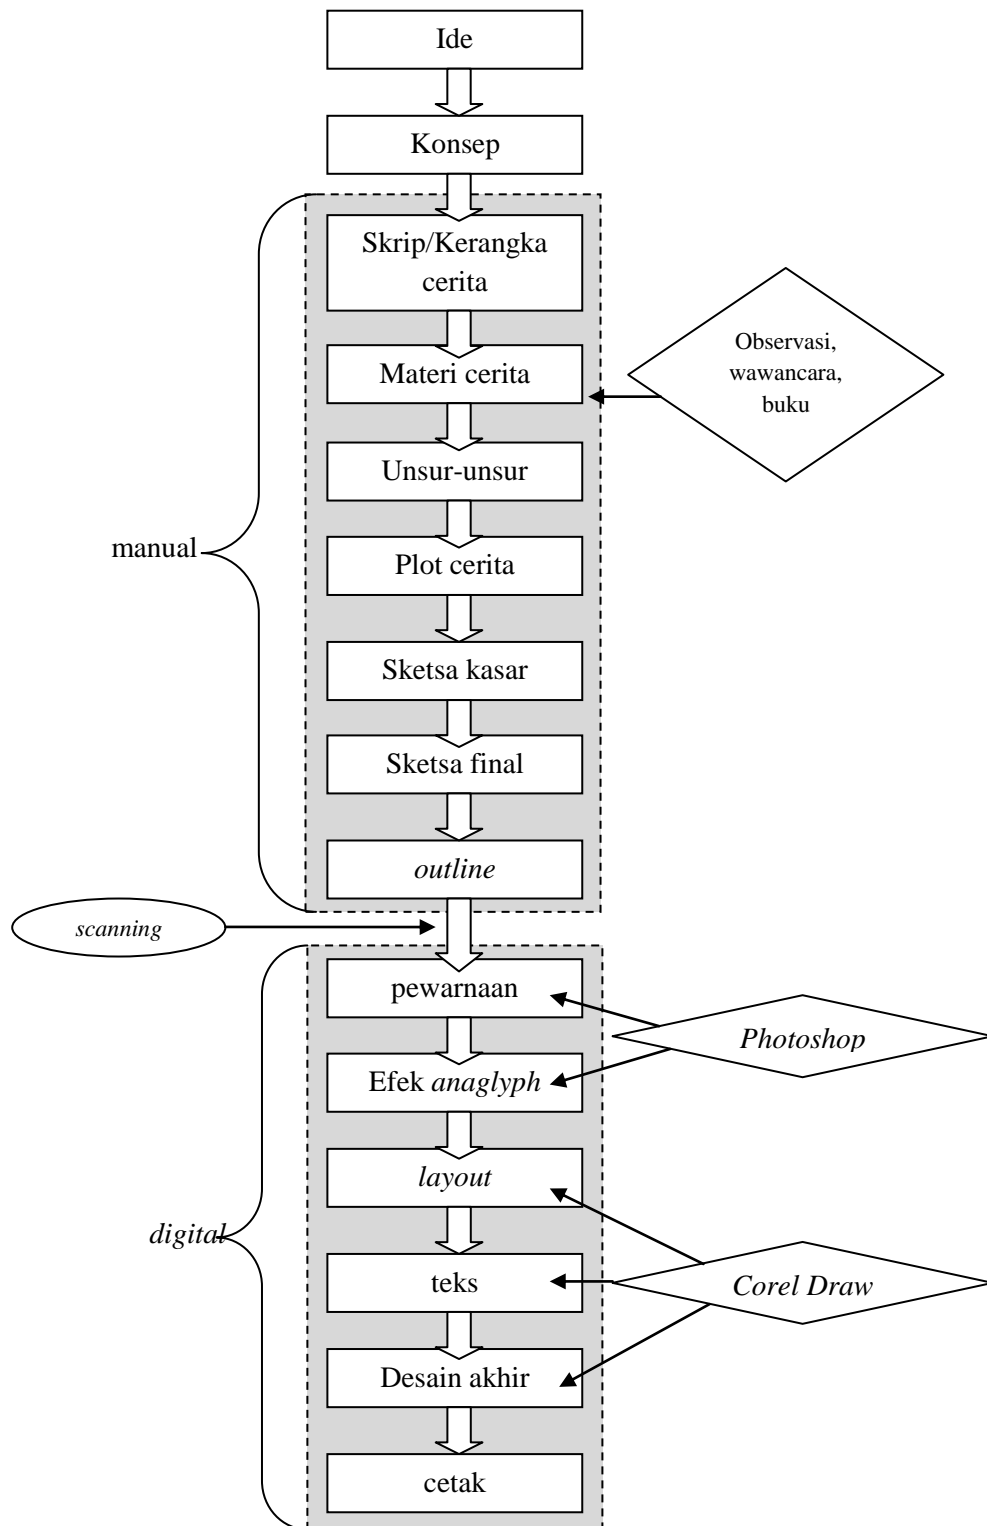 Ide
Konsep
Skrip/Kerangka
cerita
Materi cerita
Observasi,
wawancara,
buku
Unsur-unsur
manual
Plot cerita
Sketsa kasar
Sketsa final
outline
scanning
pewarnaan
Photoshop
Efek anaglyph
layout
digital
teks
Corel Draw
Desain akhir
cetak